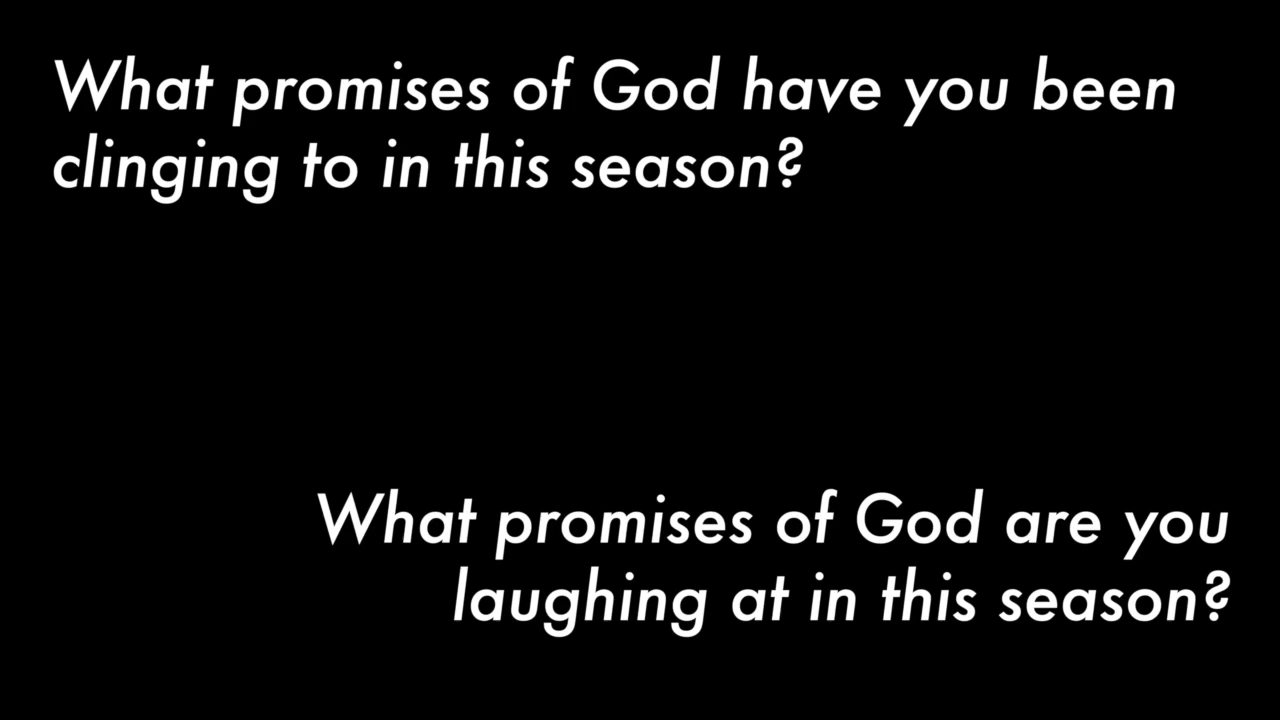 What promises of God have you been
clinging to in this season?
What promises of God are you
laughing at in this season?